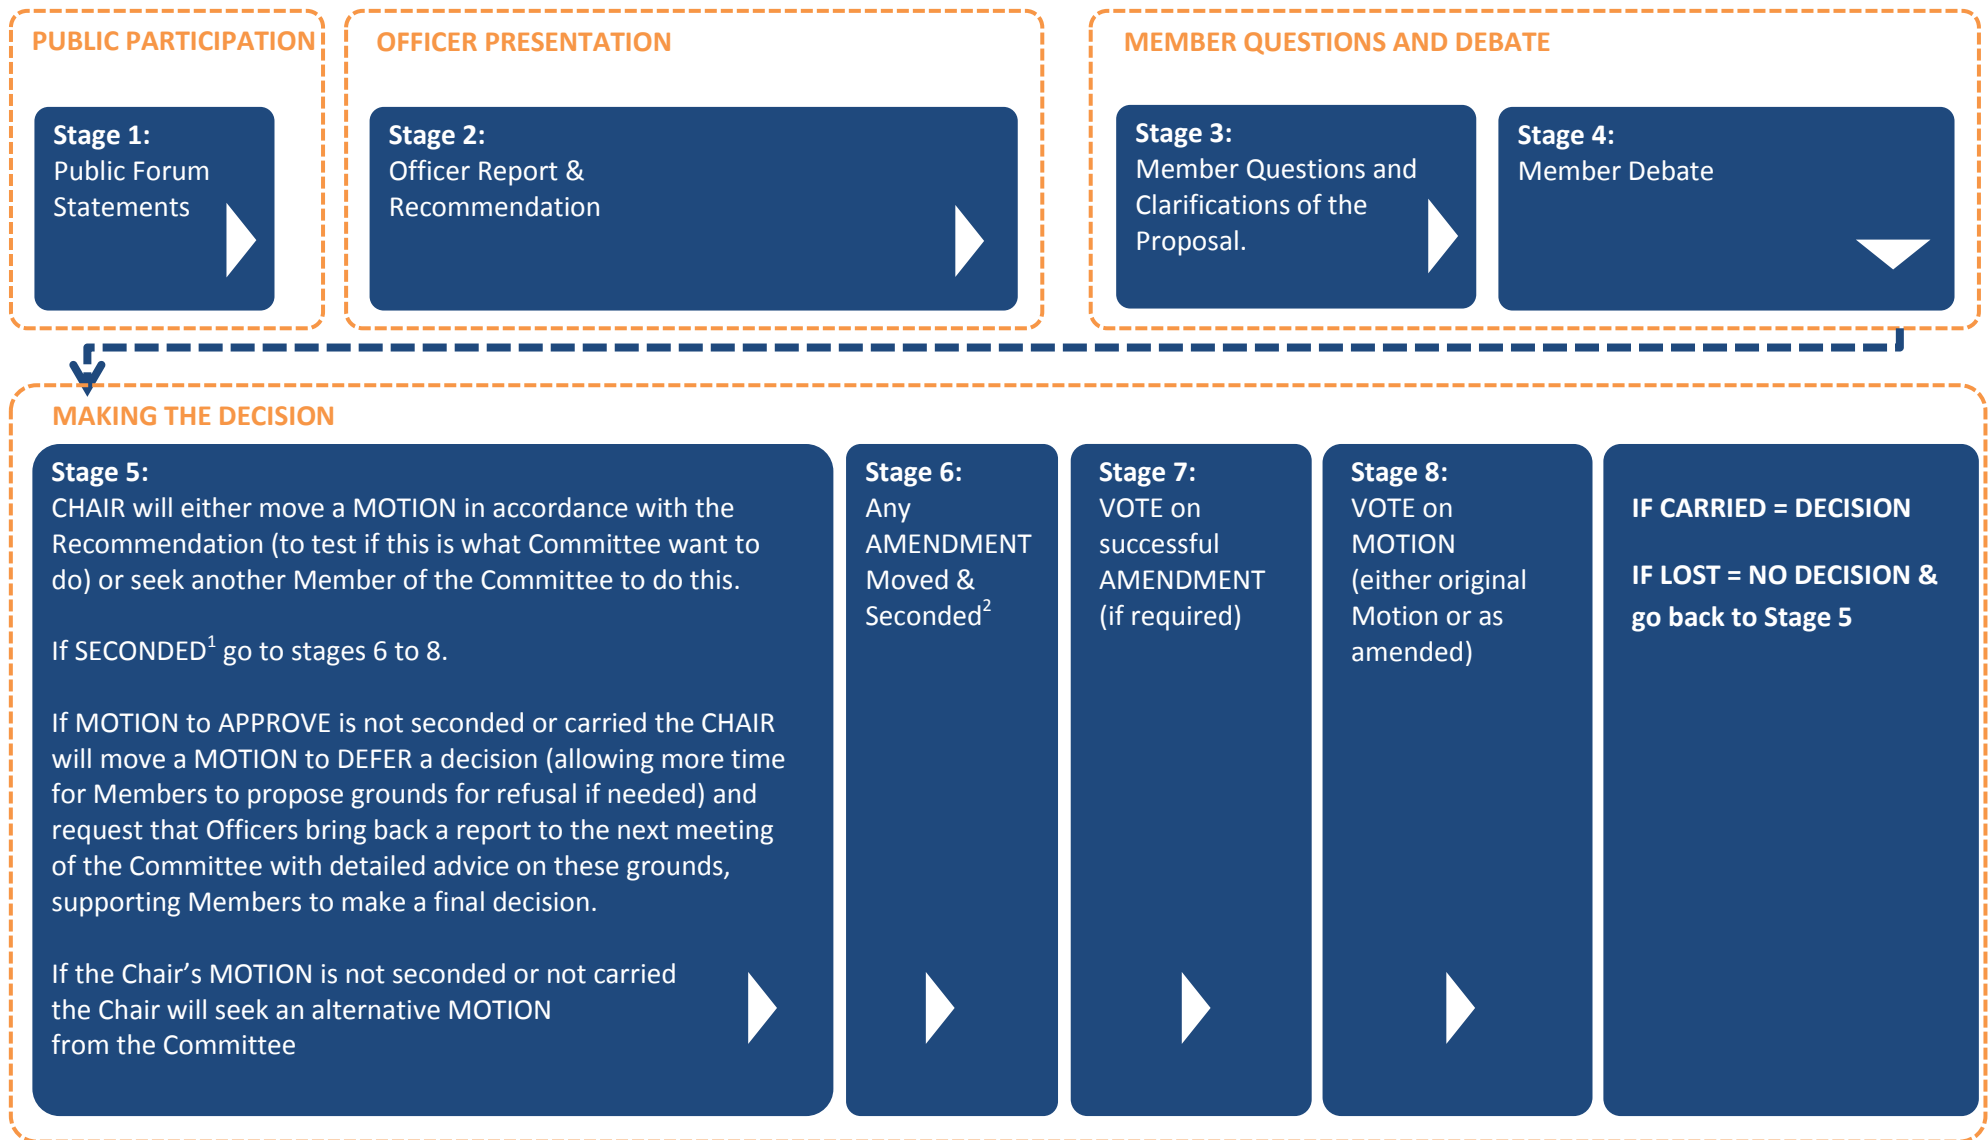 PUBLIC PARTICIPATION
OFFICER PRESENTATION
MEMBER QUESTIONS AND DEBATE
Stage 1:
Public Forum
Statements
Stage 2:
Officer Report &
Recommendation
Stage 3:
Member Questions and
Clarifications of the
Proposal.
Stage 4:
Member Debate
MAKING THE DECISION
Stage 5:
CHAIR will either move a MOTION in accordance with the
Recommendation (to test if this is what Committee want to
do) or seek another Member of the Committee to do this.
If SECONDED¹ go to stages 6 to 8.
If MOTION to APPROVE is not seconded or carried the CHAIR
will move a MOTION to DEFER a decision (allowing more time
for Members to propose grounds for refusal if needed) and
request that Officers bring back a report to the next meeting
of the Committee with detailed advice on these grounds,
supporting Members to make a final decision.
If the Chair’s MOTION is not seconded or not carried
the Chair will seek an alternative MOTION
from the Committee
Stage 6:
Any
AMENDMENT
Moved &
Seconded²
Stage 7:
VOTE on
successful
AMENDMENT
(if required)
Stage 8:
VOTE on
MOTION
(either original
Motion or as
amended)
IF CARRIED = DECISION
IF LOST = NO DECISION &
go back to Stage 5